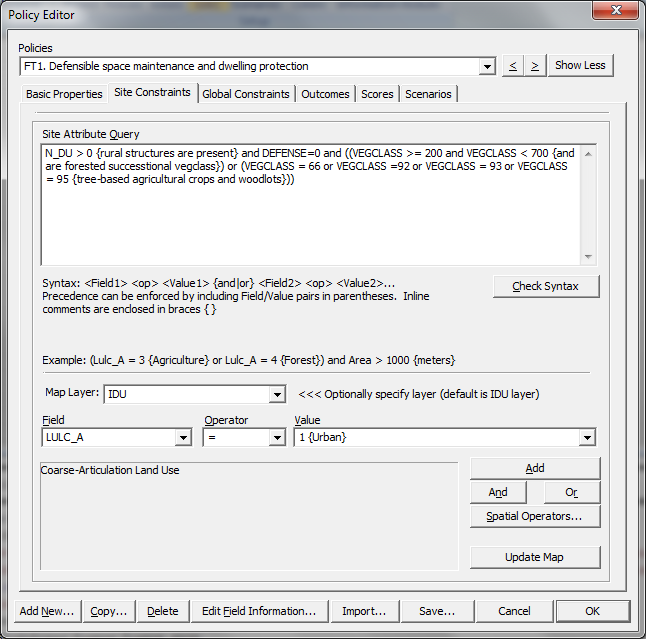 Policy Editor
Policies
FT1. Defensible space maintenance and dwelling protection
< > Show Less
Basic Properties Site Constraints Global Constraints Outcomes Scores Scenarios
Site Attribute Query
N_DU > 0 {rural structures are present} and DEFENSE=0 and ((VEGCLASS >= 200 and VEGCLASS < 700 {and
are forested successtional vegclass}) or (VEGCLASS = 66 or VEGCLASS =92 or VEGCLASS = 93 or VEGCLASS
= 95 {tree-based agricultural crops and woodlots}))
Syntax: <Field1> <op> <Value1> {and|or} <Field2> <op> <Value2>...
Precedence can be enforced by including Field/Value pairs in parentheses. Inline
comments are enclosed in braces { }
Check Syntax
Example: (Lulc_A = 3 {Agriculture} or Lulc_A = 4 {Forest}) and Area > 1000 {meters}
Map Layer: IDU <<< Optionally specify layer (default is IDU layer)
Field Operator Value
LULC_A = 1 {Urban}
Coarse-Articulation Land Use
Add
And Or
Spatial Operators...
Update Map
Add New... Copy... Delete Edit Field Information... Import... Save... Cancel OK